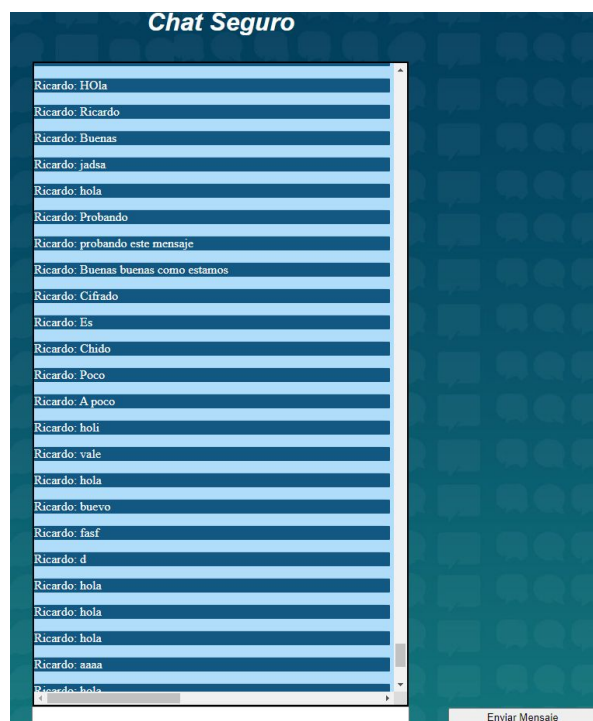 Chat Seguro
Ricardo: HOla
Ricardo: Ricardo
Ricardo: Buenas
Ricardo: jadsa
Ricardo: hola
Ricardo: Probando
Ricardo: probando este mensaje
Ricardo: Buenas buenas como estamos
Ricardo: Cifrado
Ricardo: Es
Ricardo: Chido
Ricardo: Poco
Ricardo: A poco
Ricardo: holi
Ricardo: vale
Ricardo: hola
Ricardo: buevo
Ricardo: fasf
Ricardo: d
Ricardo: hola
Ricardo: hola
Ricardo: hola
Ricardo: aaaa
Ricardo: hola
Enviar Mensaje